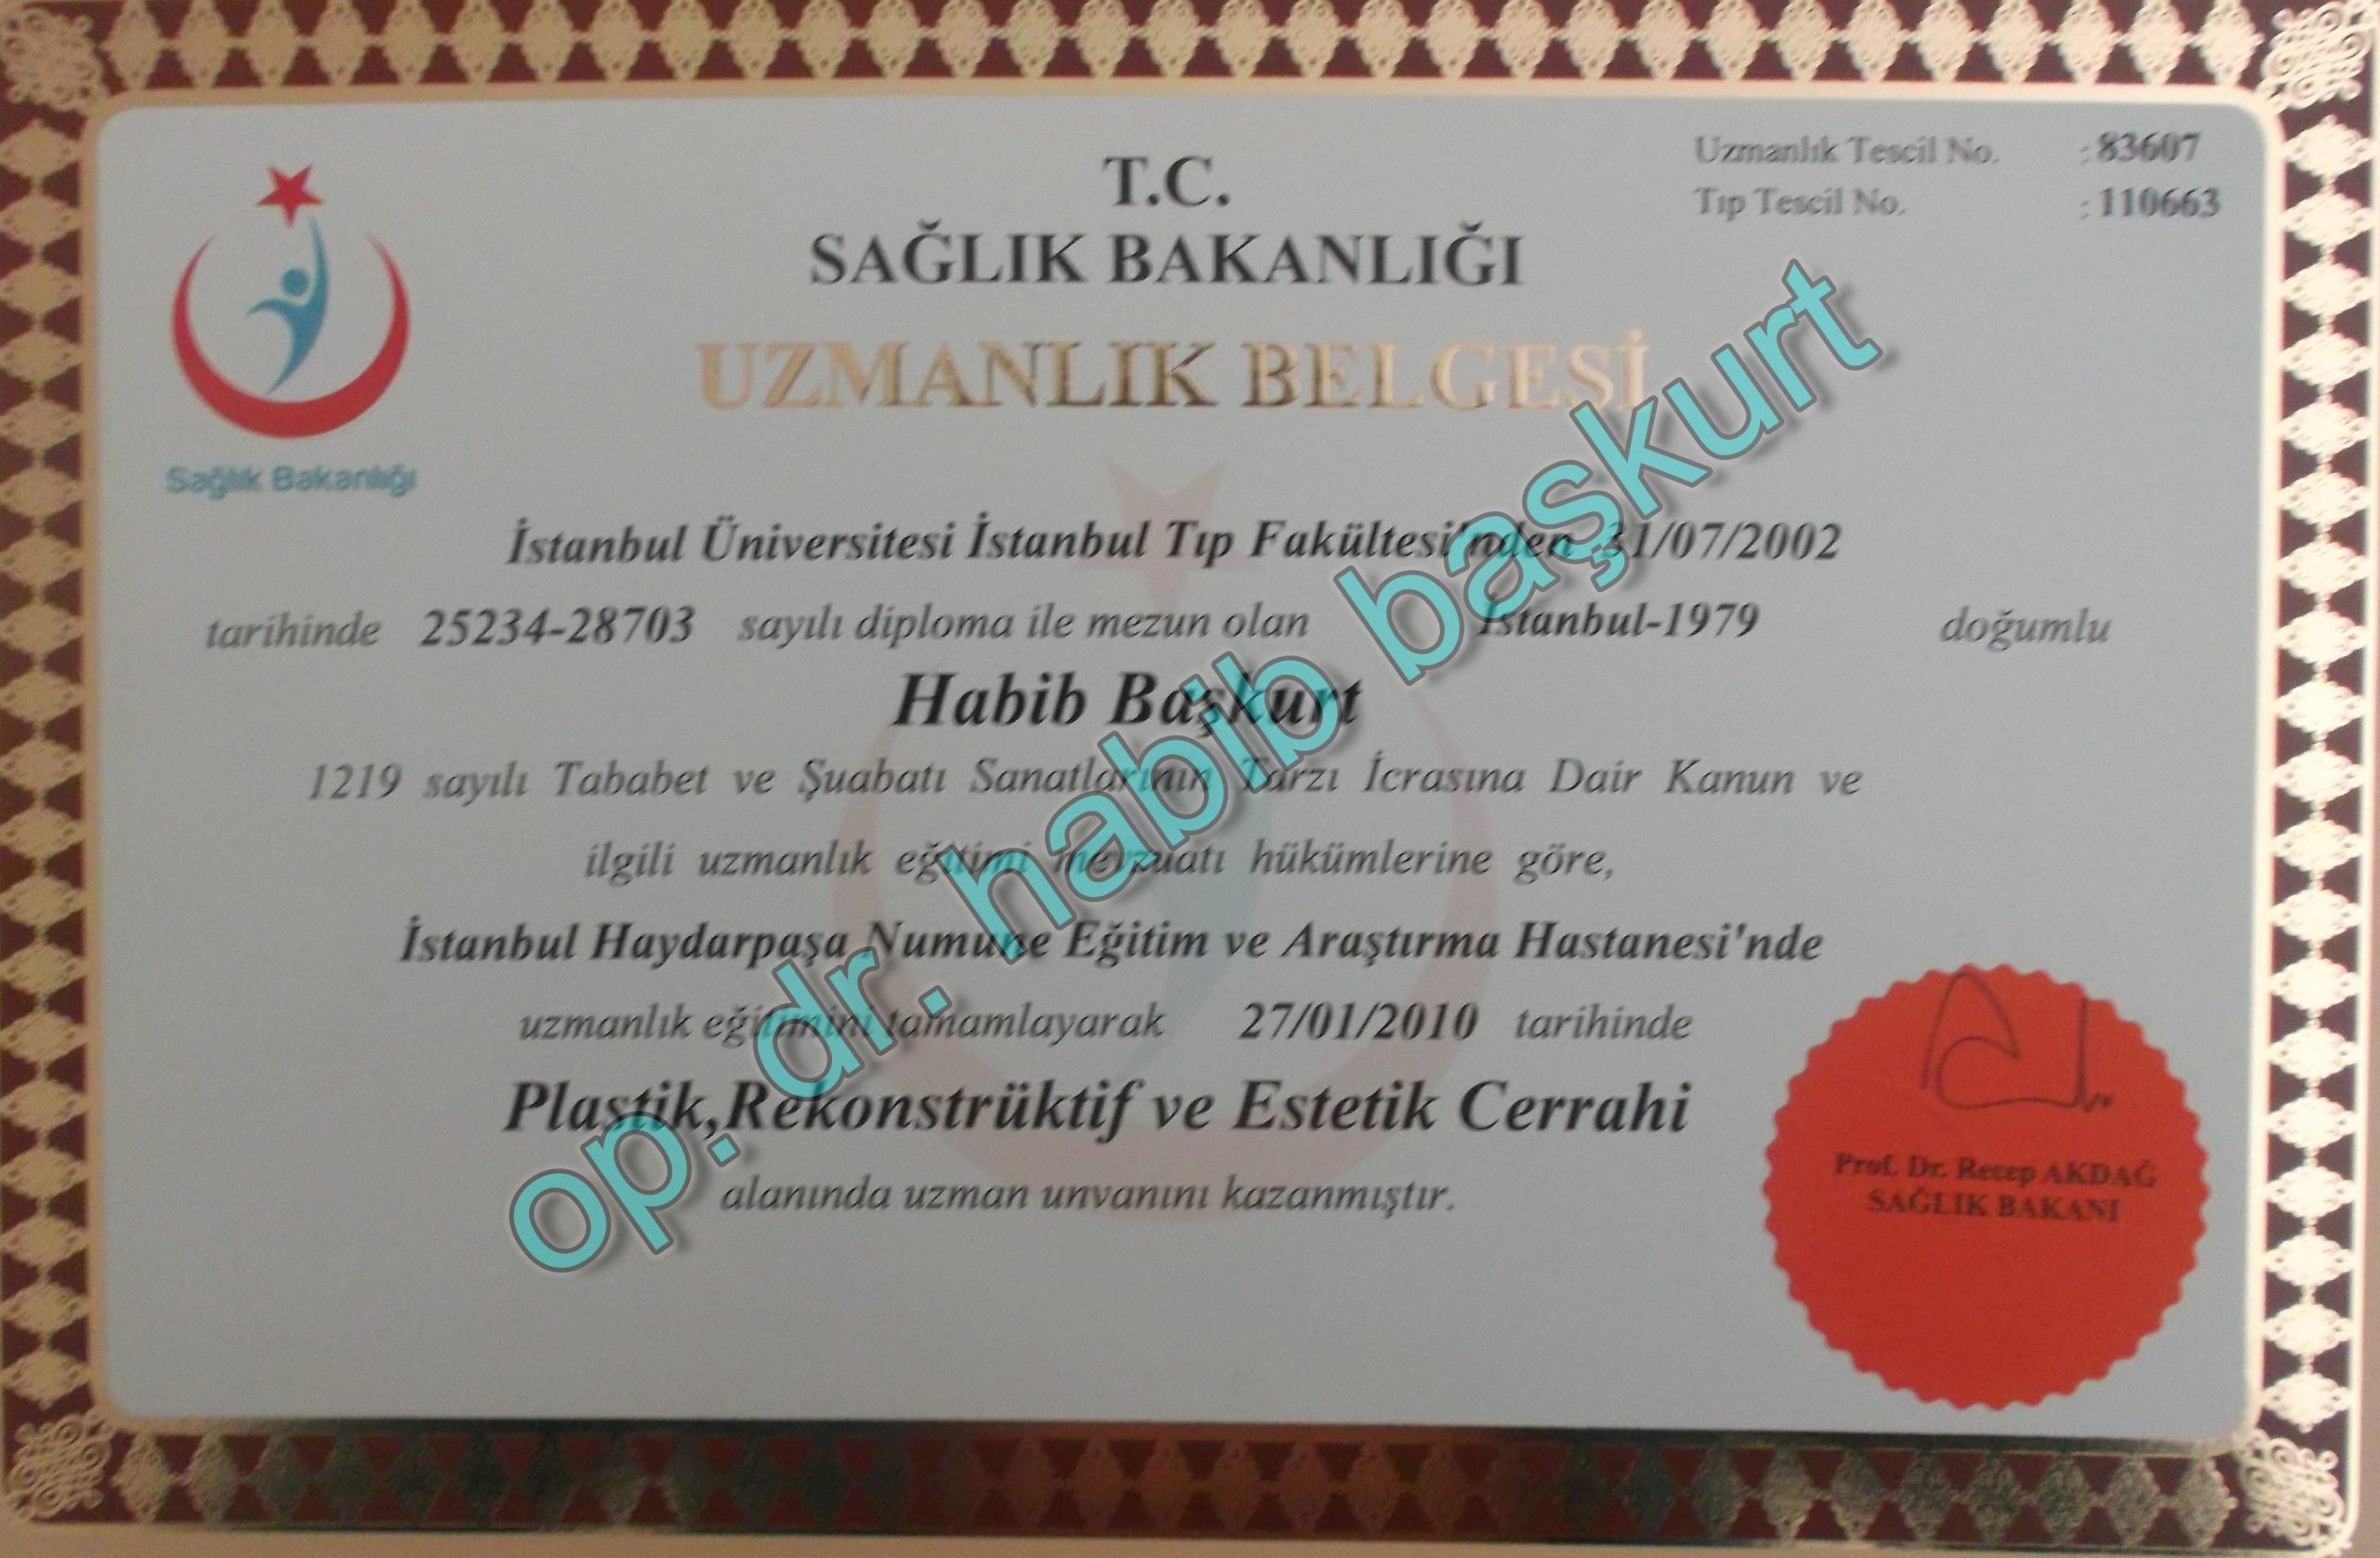 Uzmanlık Tescil No. : 83607
Tıp Tescil No. : 110663
T.C.
SAĞLIK BAKANLIĞI
UZMANLIK BELGESİ
Sağlık Bakanlığı
İstanbul Üniversitesi İstanbul Tıp Fakültesi'nden 31/07/2002
tarihinde 25234-28703 sayılı diploma ile mezun olan İstanbul-1979 doğumlu
Habib Başkurt
1219 sayılı Tababet ve Şuabatı Sanatlarının Tarzı İcrasına Dair Kanun ve
ilgili uzmanlık eğitimi mevzuatı hükümlerine göre,
İstanbul Haydarpaşa Numune Eğitim ve Araştırma Hastanesi'nde
uzmanlık eğitimini tamamlayarak 27/01/2010 tarihinde
Plastik,Rekonstrüktif ve Estetik Cerrahi
alanında uzman unvanını kazanmıştır.
Prof. Dr. Recep AKDAĞ
SAĞLIK BAKANI
op. dr. habib başkurt